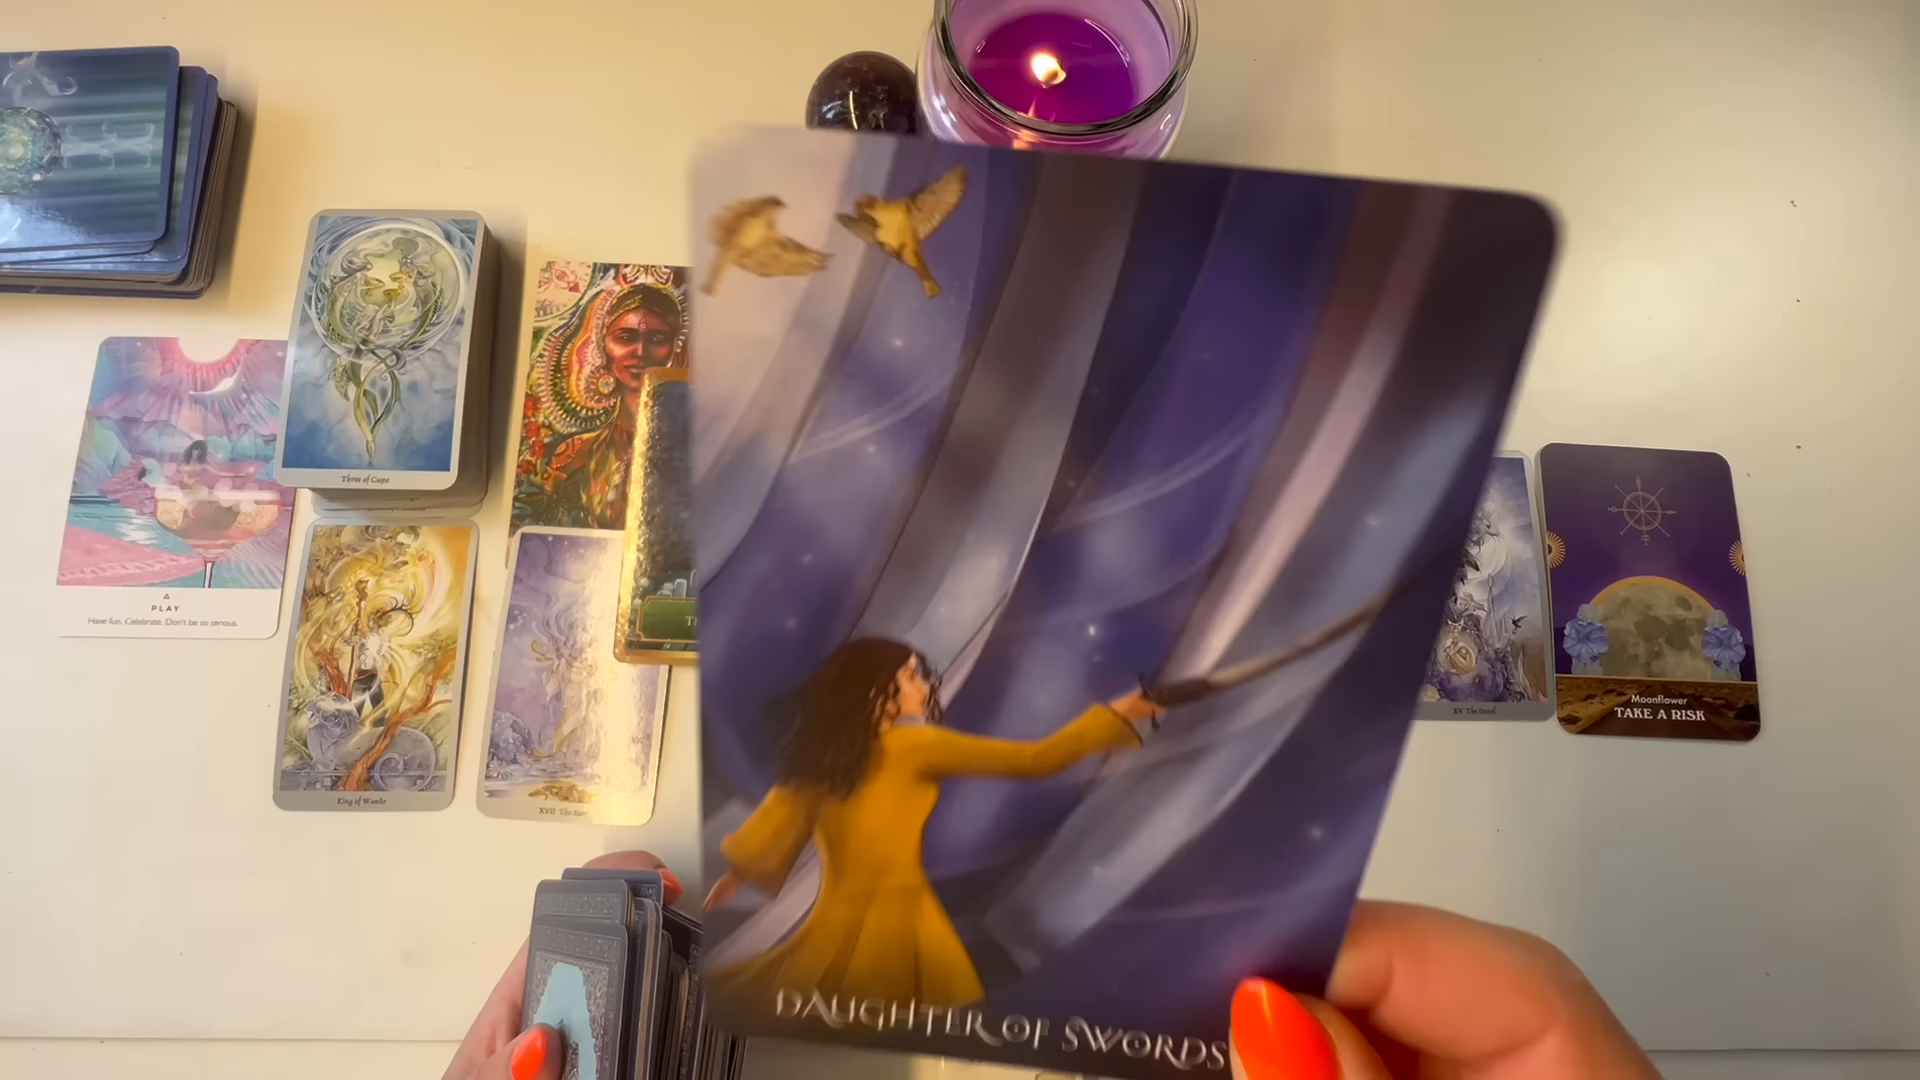 Three of Cups
PLAY
Have fun. Celebrate. Don't be so serious.
King of Wands
XVII The Star
XV The Devil
Moonflower
TAKE A RISK
DAUGHTER OF SWORDS